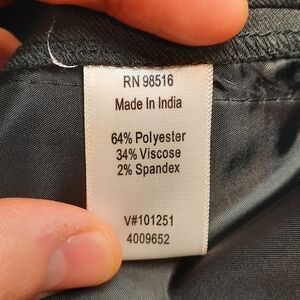 RN 98516
Made In India
64% Polyester
34% Viscose
2% Spandex
V#101251
4009652